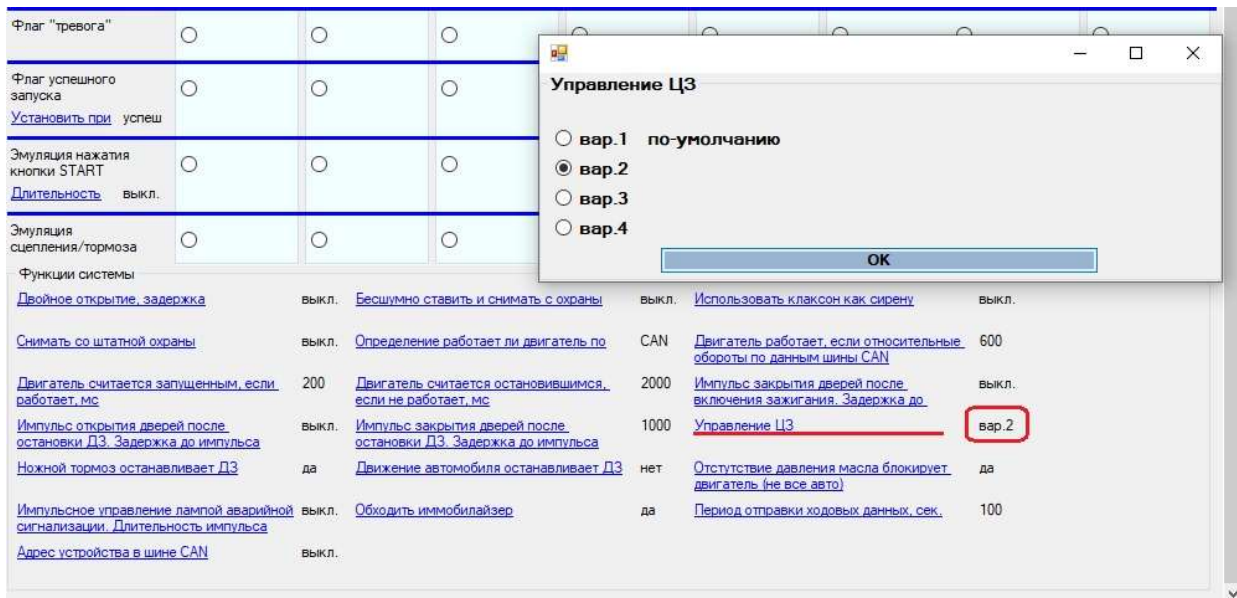 Флаг "тревога"
Флаг успешного
запуска
Установить при успеш
Эмуляция нажатия
кнопки START
Длительность выкл.
Эмуляция
сцепления/тормоза
Управление ЦЗ
вар.1 по-умолчанию
вар.2
вар.3
вар.4
OK
Функции системы
Двойное открытие, задержка выкл. Бесшумно ставить и снимать с охраны выкл. Использовать клаксон как сирену выкл.
Снимать со штатной охраны выкл. Определение работает ли двигатель по CAN Двигатель работает, если относительные 600
обороты по данным шины CAN
Двигатель считается запущенным, если 200 Двигатель считается остановившимся, 2000 Импульс закрытия дверей после выкл.
работает, мс если не работает, мс включения зажигания. Задержка до
Импульс открытия дверей после выкл. Импульс закрытия дверей после 1000 Управление ЦЗ вар.2
остановки ДЗ. Задержка до импульса остановки ДЗ. Задержка до импульса
Ножной тормоз останавливает ДЗ да Движение автомобиля останавливает ДЗ нет Отстутствие давления масла блокирует да
двигатель (не все авто)
Импульсное управление лампой аварийной выкл. Обходить иммобилайзер да Период отправки ходовых данных, сек. 100
сигнализации. Длительность импульса
Адрес устройства в шине CAN выкл.